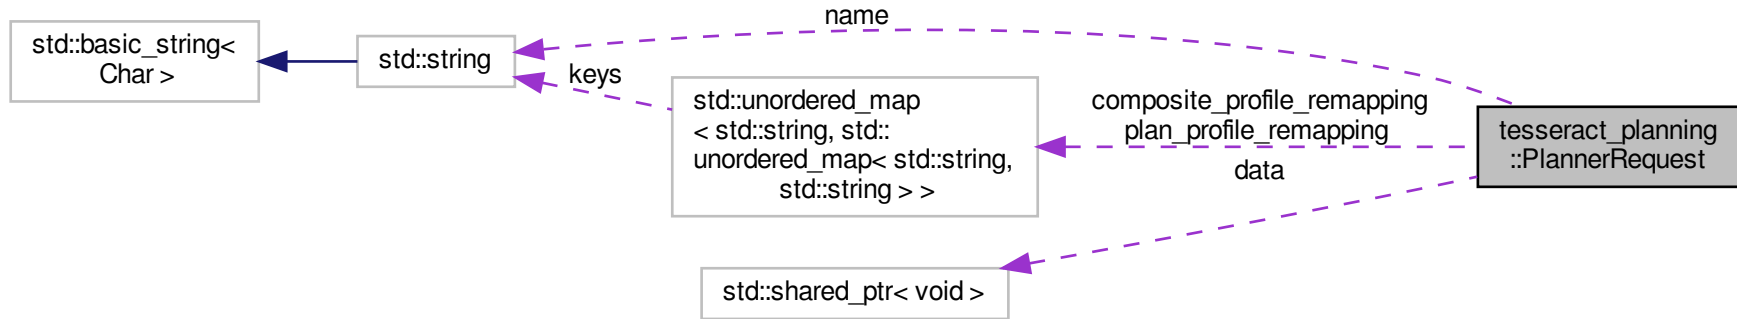 name
std::basic_string<
Char >
std::string
keys
std::unordered_map
< std::string, std::
unordered_map< std::string,
std::string > >
composite_profile_remapping
plan_profile_remapping
data
tesseract_planning
::PlannerRequest
std::shared_ptr< void >